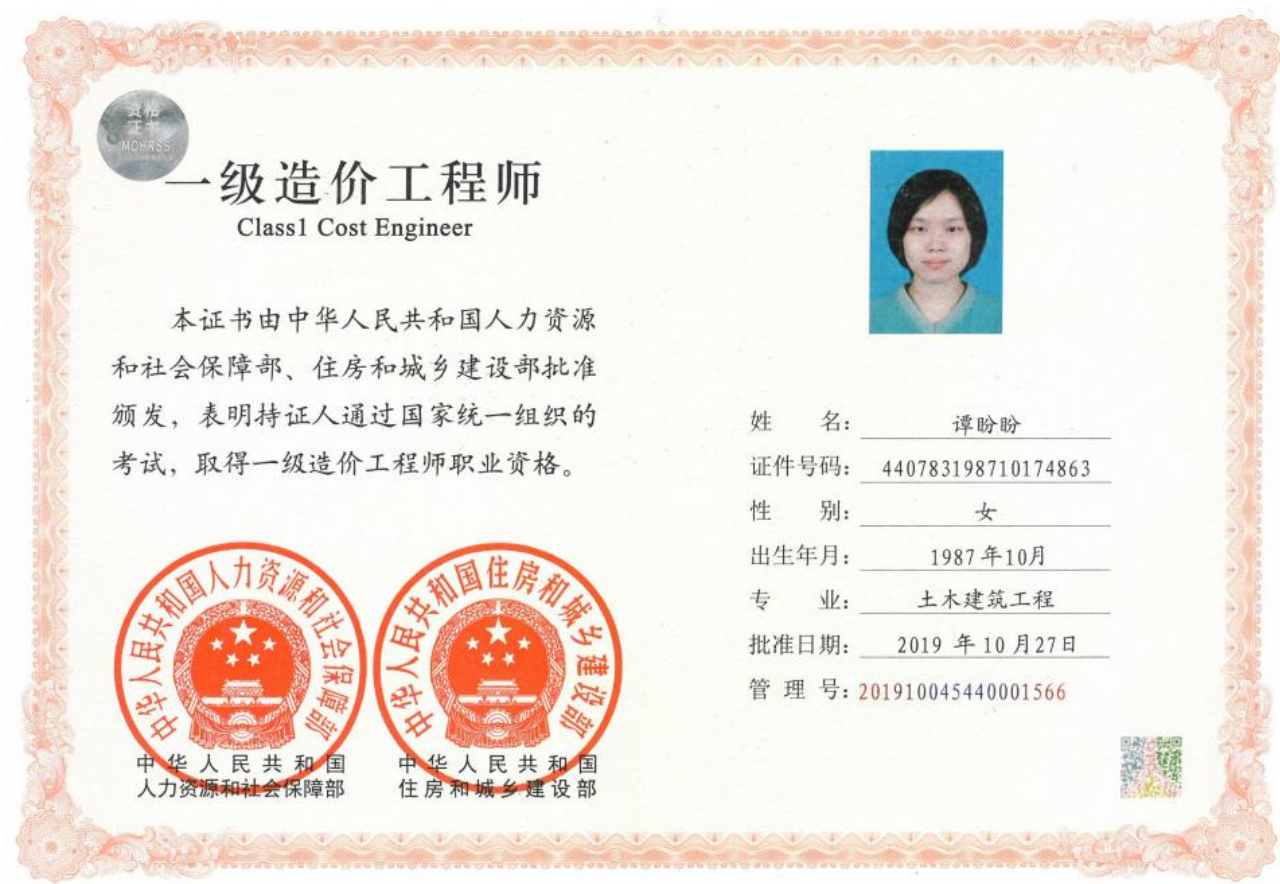 资格
证书
MOHRSS
一级造价工程师
Class1 Cost Engineer
本证书由中华人民共和国人力资源
和社会保障部、住房和城乡建设部批准
颁发，表明持证人通过国家统一组织的
考试，取得一级造价工程师职业资格。
中华人民共和国人力资源和社会保障部
中华人民共和国
人力资源和社会保障部
中华人民共和国住房和城乡建设部
中华人民共和国
住房和城乡建设部
姓 名：谭盼盼
证件号码：440783198710174863
性 别：女
出生年月：1987年10月
专 业：土木建筑工程
批准日期：2019 年 10 月27日
管 理 号：201910045440001566